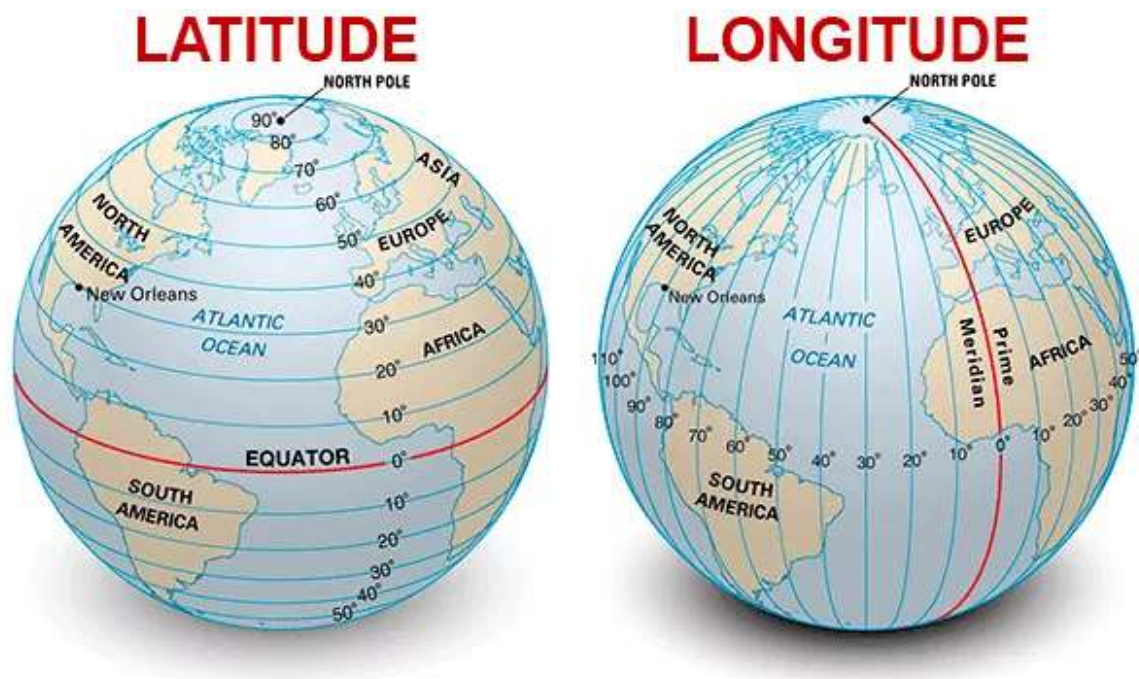 LATITUDE
NORTH POLE
90°
80°
70°
60°
50°
40°
30°
20°
10°
0°
10°
20°
30°
40°
50°
ASIA
NORTH
AMERICA
EUROPE
New Orleans
ATLANTIC
OCEAN
AFRICA
EQUATOR
SOUTH
AMERICA
LONGITUDE
NORTH POLE
NORTH
AMERICA
EUROPE
New Orleans
ATLANTIC
OCEAN
Prime
Meridian
AFRICA
110°
100°
90°
80°
70°
60°
50°
40°
30°
20°
10°
0°
10°
20°
30°
40°
50°
SOUTH
AMERICA